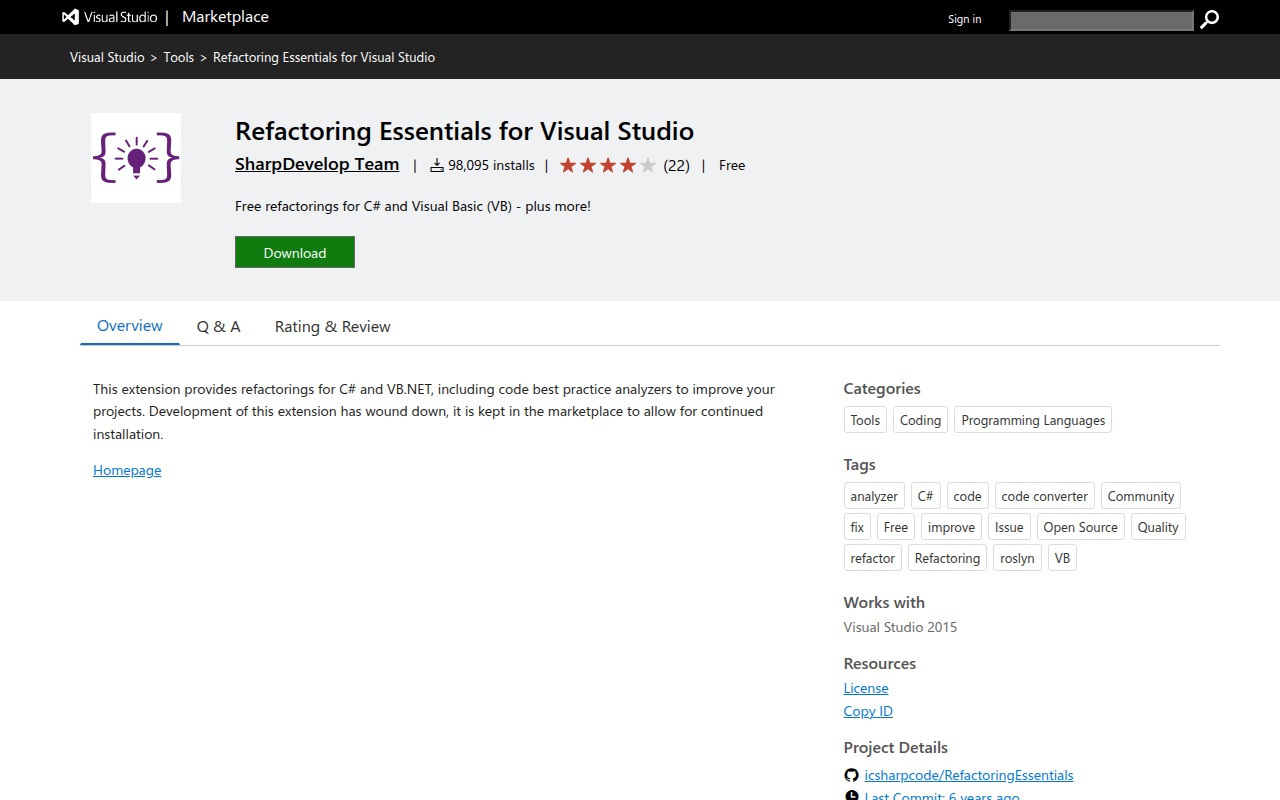 Visual Studio | Marketplace
Sign in
Visual Studio > Tools > Refactoring Essentials for Visual Studio
Refactoring Essentials for Visual Studio
SharpDevelop Team | 98,095 installs | (22) | Free
Free refactorings for C# and Visual Basic (VB) - plus more!
Download
Overview Q & A Rating & Review
This extension provides refactorings for C# and VB.NET, including code best practice analyzers to improve your
projects. Development of this extension has wound down, it is kept in the marketplace to allow for continued
installation.
Homepage
Categories
Tools Coding Programming Languages
Tags
analyzer C# code code converter Community
fix Free improve Issue Open Source Quality
refactor Refactoring roslyn VB
Works with
Visual Studio 2015
Resources
License
Copy ID
Project Details
icsharpcode/RefactoringEssentials
Last Commit: 6 years ago